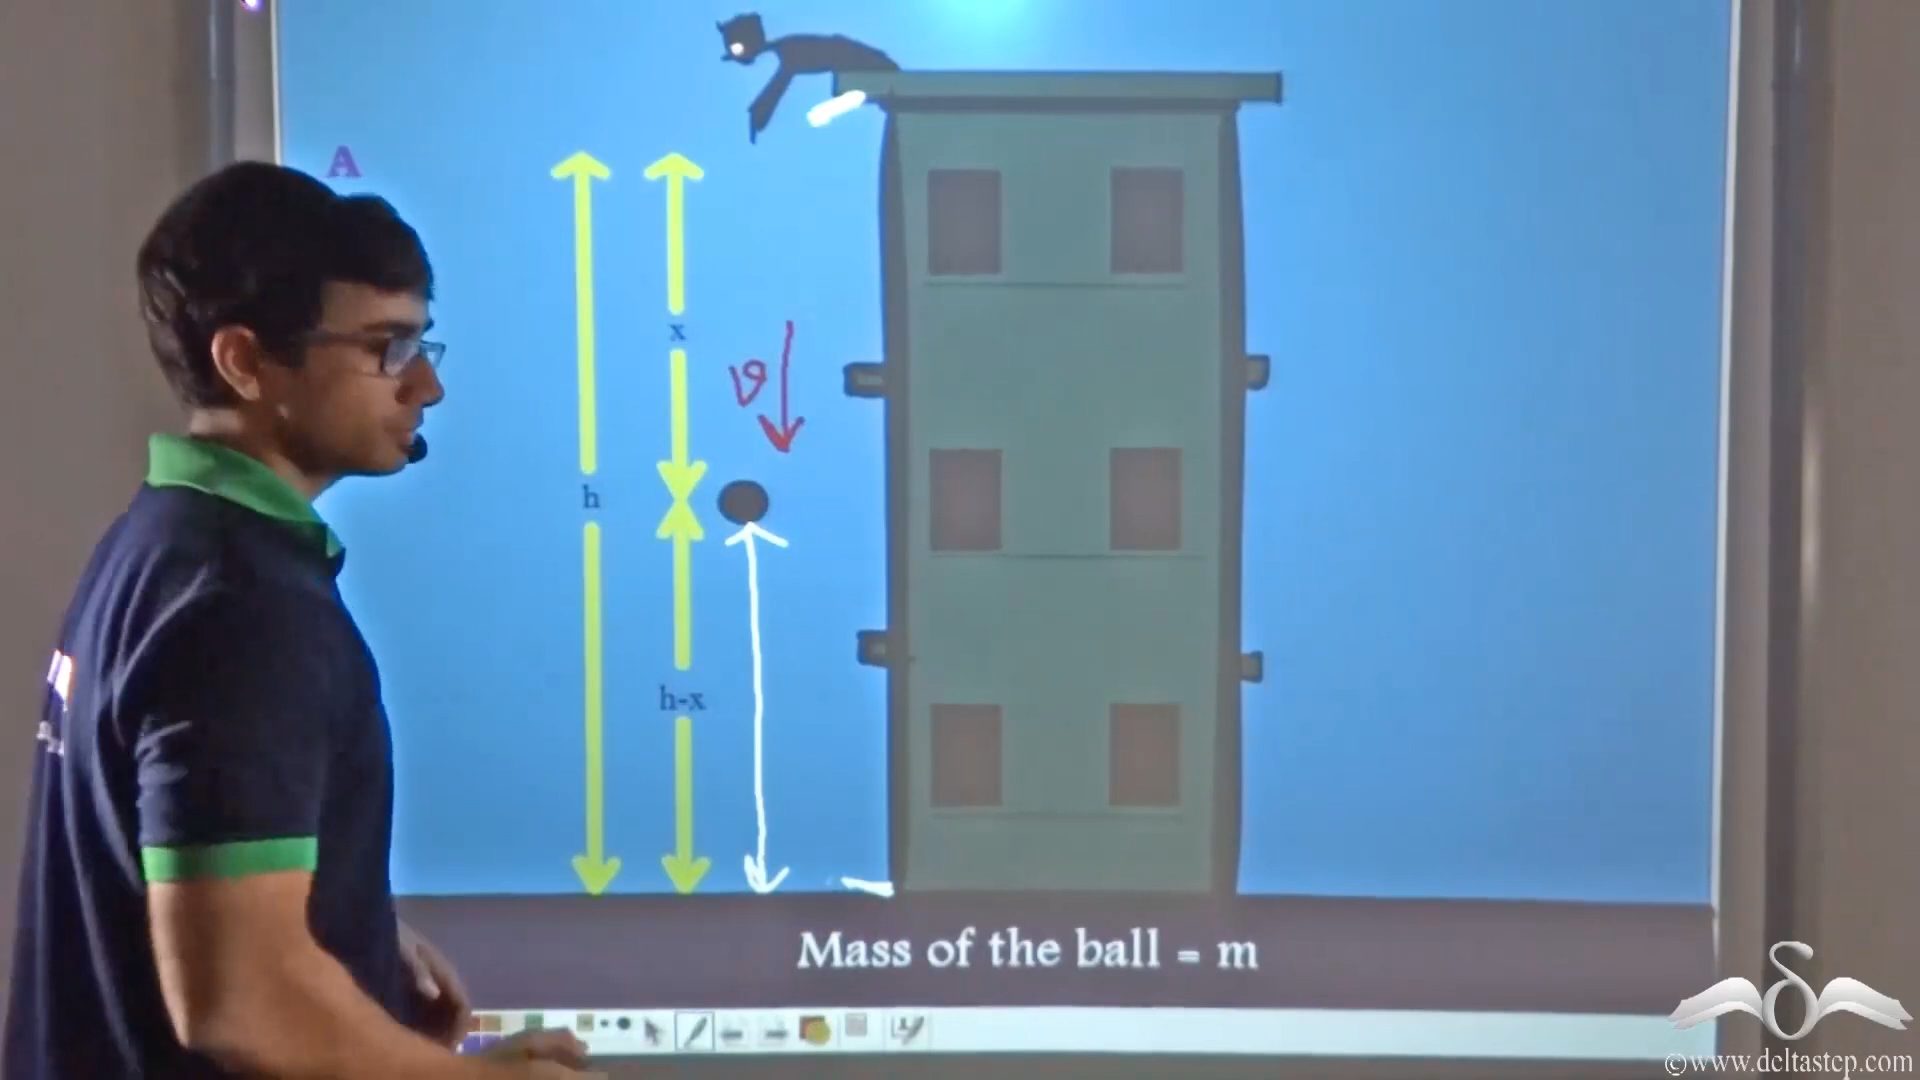 A
x
v
h
h-x
Mass of the ball = m
©www.deltastep.com